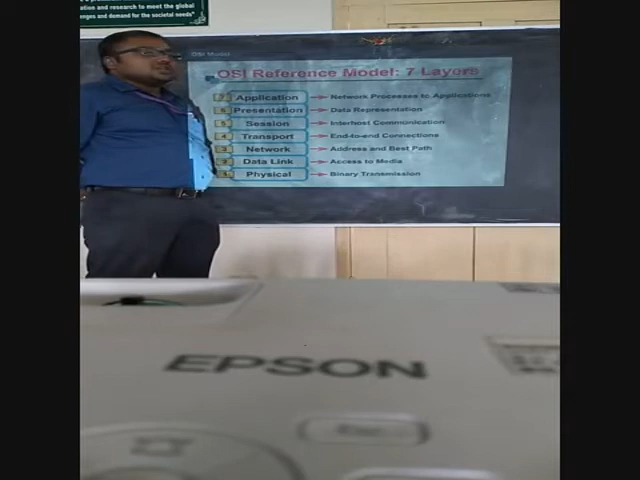 ation and research to meet the global
enges and demand for the societal needs"
OSI Model
OSI Reference Model: 7 Layers
7 Application Network Processes to Applications
6 Presentation Data Representation
5 Session Interhost Communication
4 Transport End-to-end Connections
3 Network Address and Best Path
2 Data Link Access to Media
1 Physical Binary Transmission
EPSON